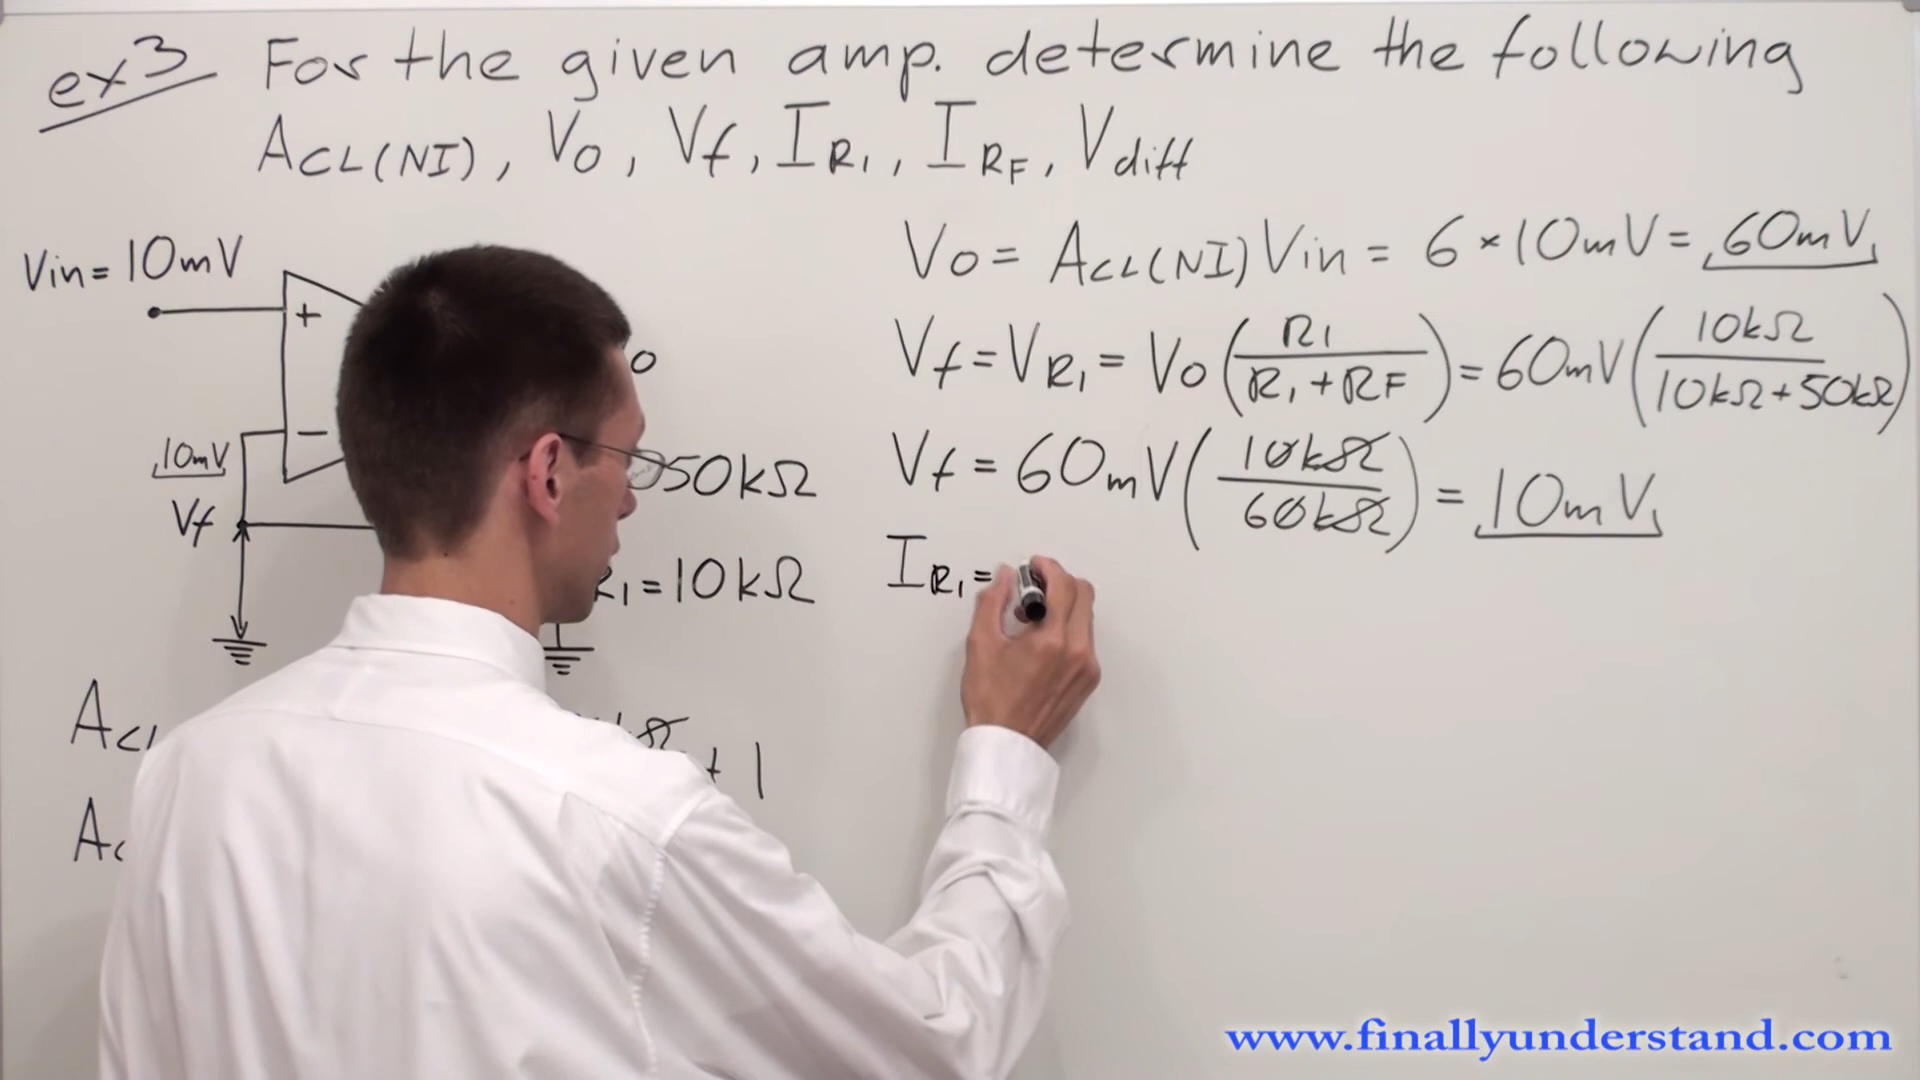 ex3 For the given amp. determine the following
ACL(NI), Vo, Vf, IR1, IRF, Vdiff
Vin = 10mV
+
−
o
10mV
Vf
50kΩ
R1 = 10kΩ
ACL
+ 1
Vo = ACL(NI) Vin = 6 × 10mV = 60mV
Vf = VR1 = Vo (R1 / R1 + RF) = 60mV (10kΩ / 10kΩ + 50kΩ)
Vf = 60mV (10kΩ / 60kΩ) = 10mV
IR1 =
www.finallyunderstand.com